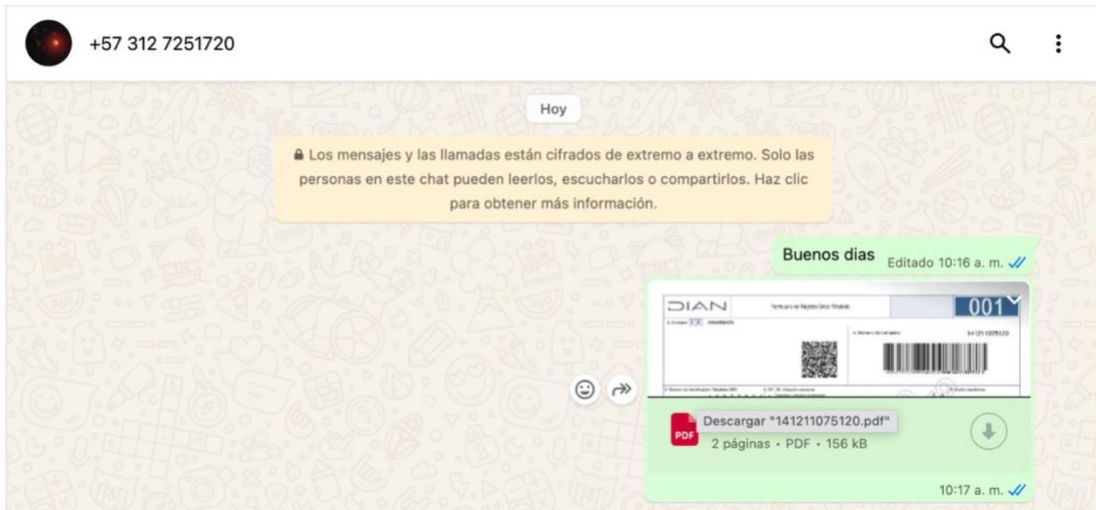 +57 312 7251720
Hoy
Los mensajes y las llamadas están cifrados de extremo a extremo. Solo las
personas en este chat pueden leerlos, escucharlos o compartirlos. Haz clic
para obtener más información.
Buenos dias
Editado 10:16 a. m.
DIAN
001
141211075120
Descargar "141211075120.pdf"
PDF
2 páginas • PDF • 156 kB
10:17 a. m.